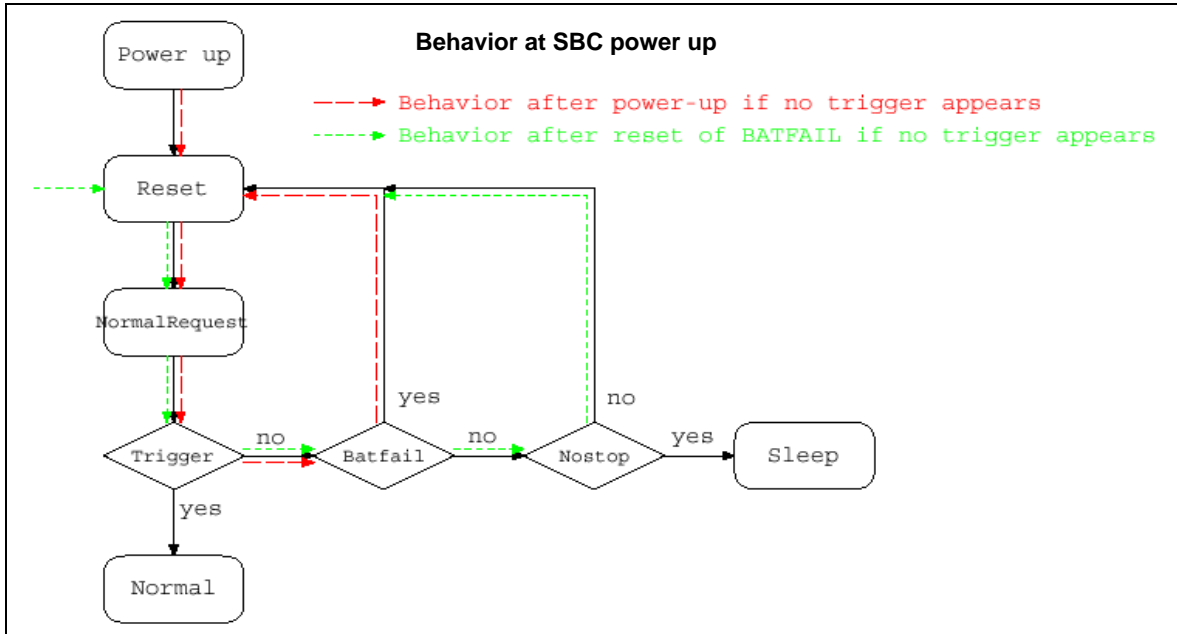 Behavior at SBC power up
Power up
Behavior after power-up if no trigger appears
Behavior after reset of BATFAIL if no trigger appears
Reset
NormalRequest
yes
no
no
no
yes
Trigger
Batfail
Nostop
Sleep
yes
Normal